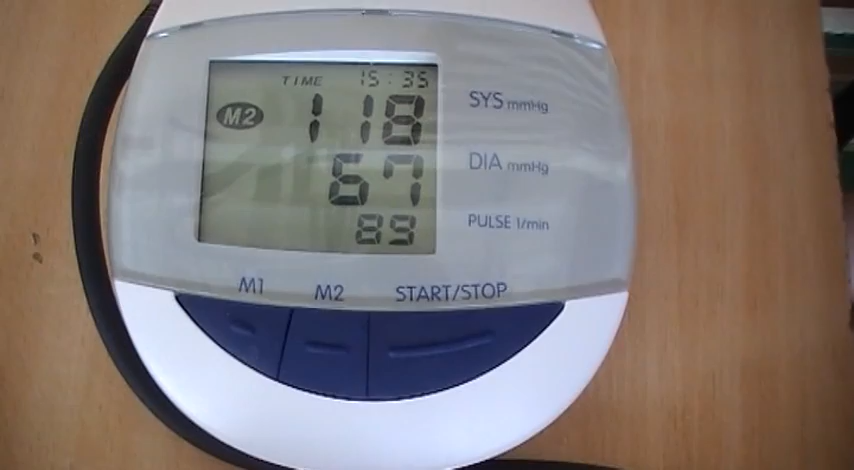 TIME 15:35
M2
118 SYS mmHg
67 DIA mmHg
89 PULSE 1/min
M1 M2 START/STOP